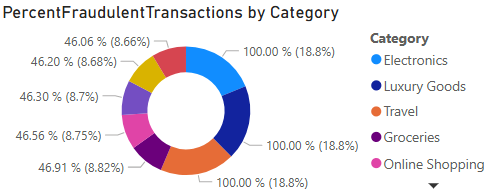 PercentFraudulentTransactions by Category
46.06 % (8.66%)
46.20 % (8.68%)
46.30 % (8.7%)
46.56 % (8.75%)
46.91 % (8.82%)
100.00 % (18.8%)
100.00 % (18.8%)
100.00 % (18.8%)
Category
Electronics
Luxury Goods
Travel
Groceries
Online Shopping